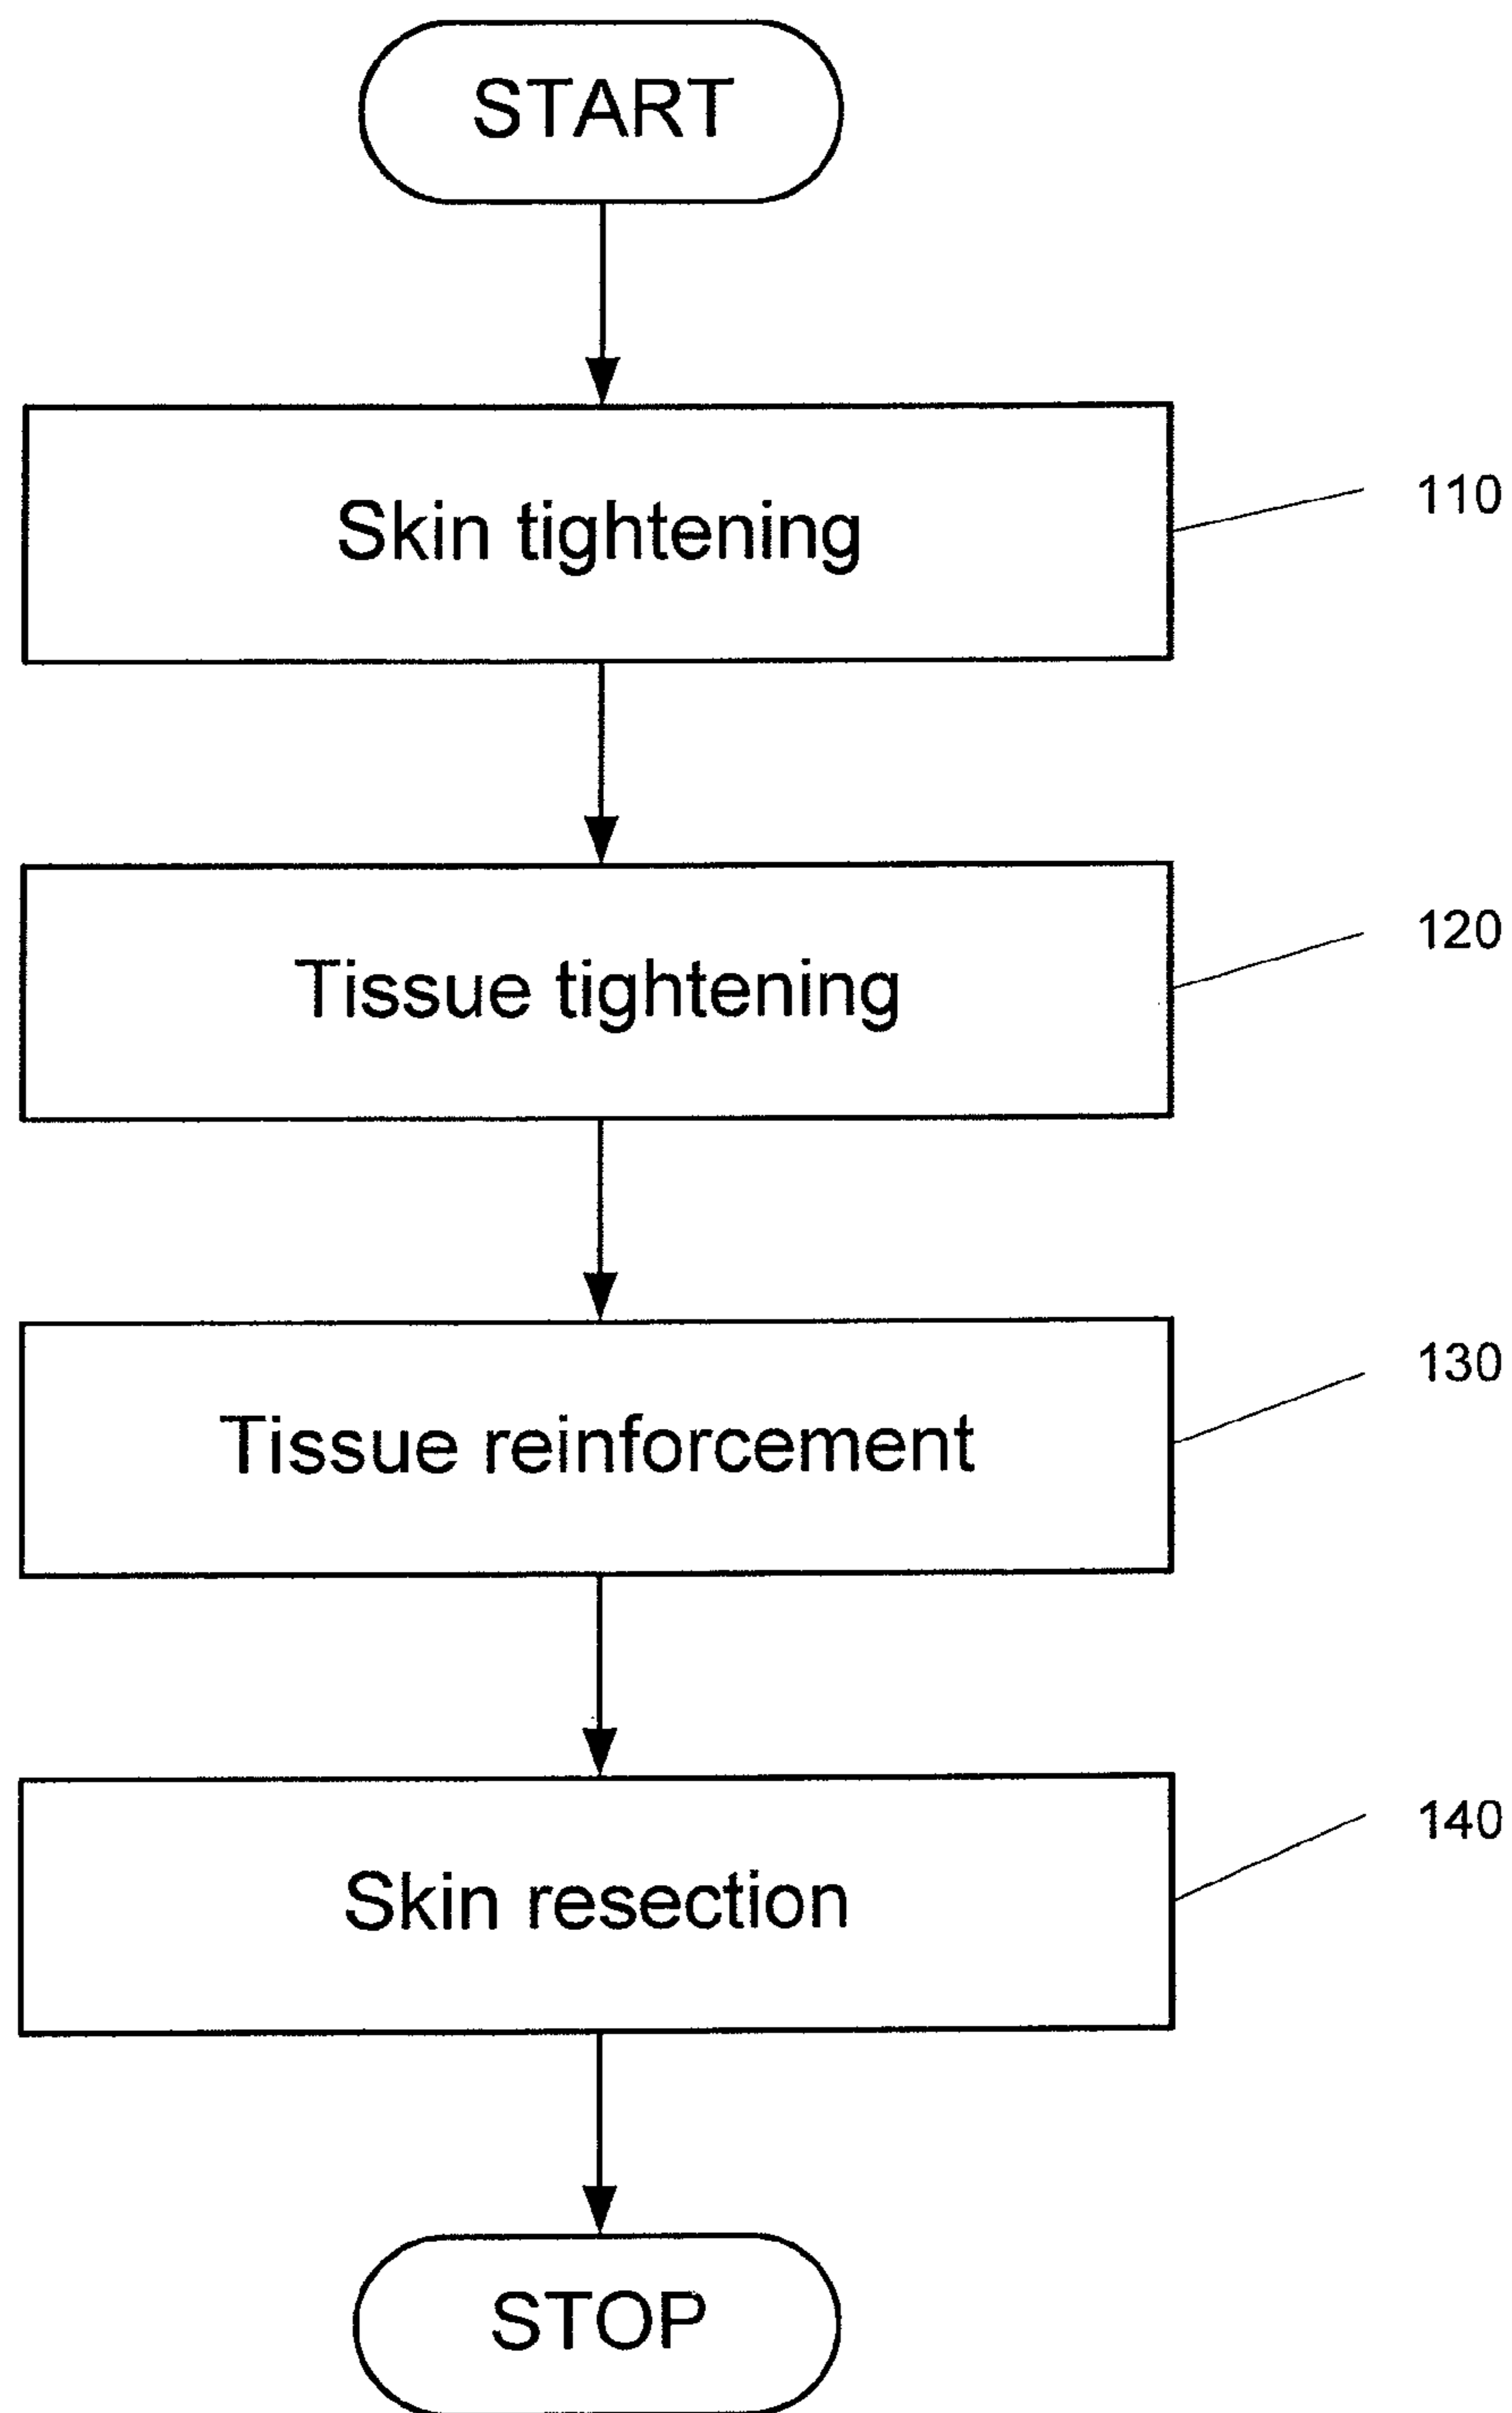 START
Skin tightening
110
Tissue tightening
120
Tissue reinforcement
130
Skin resection
140
STOP